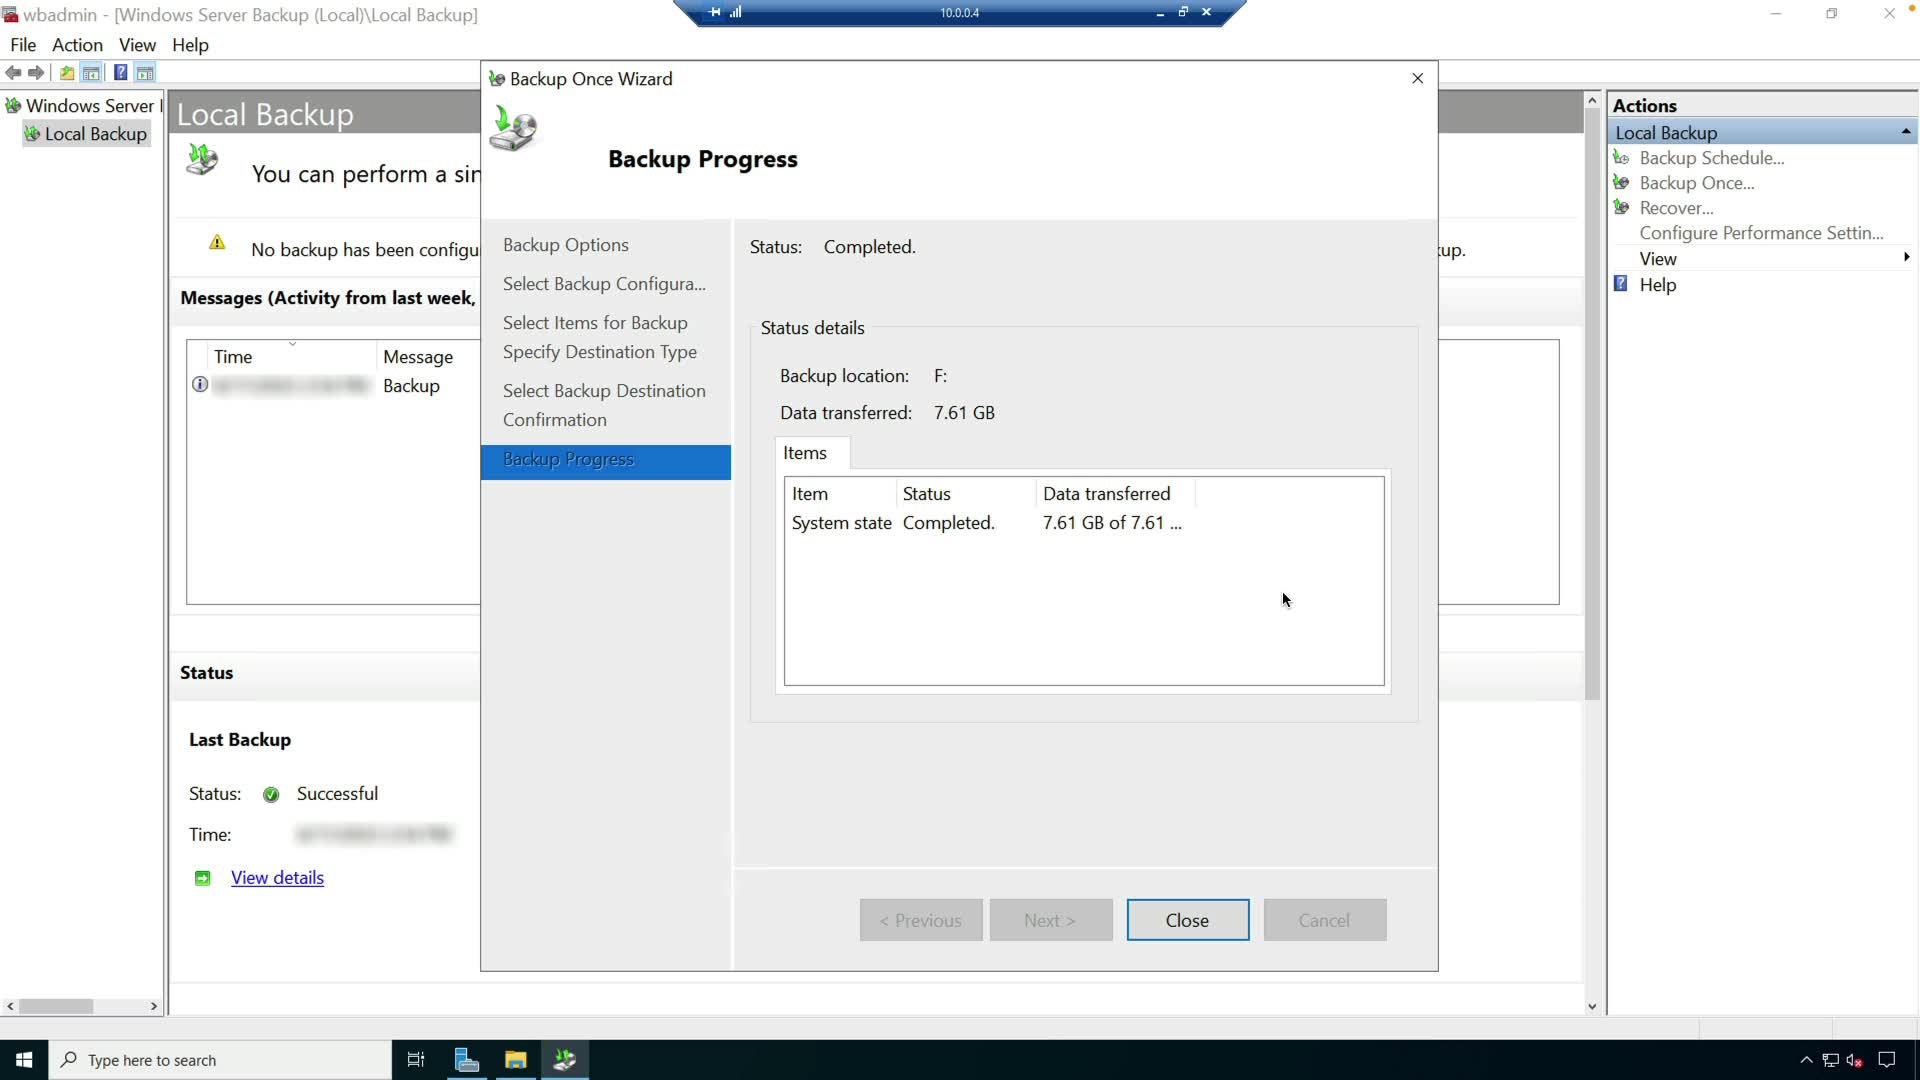 wbadmin - [Windows Server Backup (Local)\Local Backup]
10.0.0.4
File Action View Help
Windows Server
Local Backup
Local Backup
You can perform a sin
No backup has been configu
kup.
Messages (Activity from last week,
Time Message
Backup
Status
Last Backup
Status: Successful
Time:
View details
Backup Once Wizard
Backup Progress
Backup Options
Select Backup Configura...
Select Items for Backup
Specify Destination Type
Select Backup Destination
Confirmation
Backup Progress
Status: Completed.
Status details
Backup location: F:
Data transferred: 7.61 GB
Items
Item Status Data transferred
System state Completed. 7.61 GB of 7.61 ...
< Previous Next > Close Cancel
Actions
Local Backup
Backup Schedule...
Backup Once...
Recover...
Configure Performance Settin...
View
Help
Type here to search